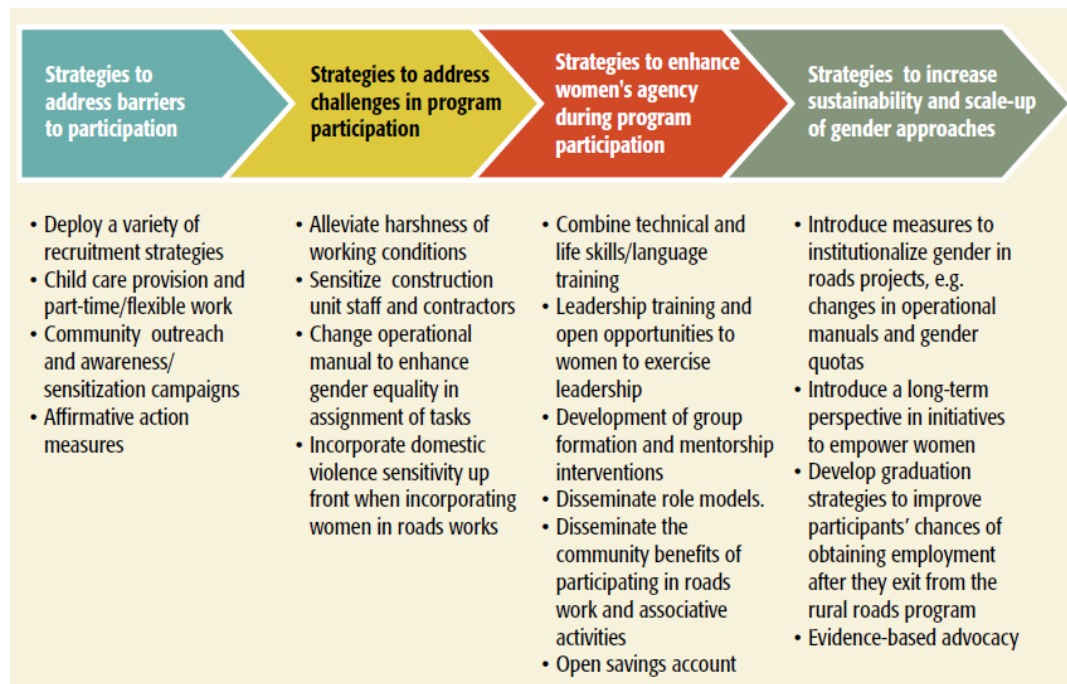 Strategies to
address barriers
to participation
Strategies to address
challenges in program
participation
Strategies to enhance
women's agency
during program
participation
Strategies  to increase
sustainability and scale-up
of gender approaches
• Deploy a variety of
recruitment strategies
• Child care provision and
part-time/flexible work
• Community  outreach
and awareness/
sensitization campaigns
• Affirmative action
measures
• Alleviate harshness of
working conditions
• Sensitize  construction
unit staff and contractors
• Change operational
manual to enhance
gender equality in
assignment of tasks
• Incorporate domestic
violence sensitivity up
front when incorporating
women in roads works
• Combine technical and
life skills/language
training
• Leadership training and
open opportunities to
women to exercise
leadership
• Development of group
formation and mentorship
interventions
• Disseminate role models.
• Disseminate the
community benefits of
participating in roads
work and associative
activities
• Open savings account
• Introduce measures to
institutionalize gender in
roads projects, e.g.
changes in operational
manuals and gender
quotas
• Introduce a long-term
perspective in initiatives
to empower women
• Develop graduation
strategies to improve
participants’ chances of
obtaining employment
after they exit from the
rural roads program
• Evidence-based advocacy